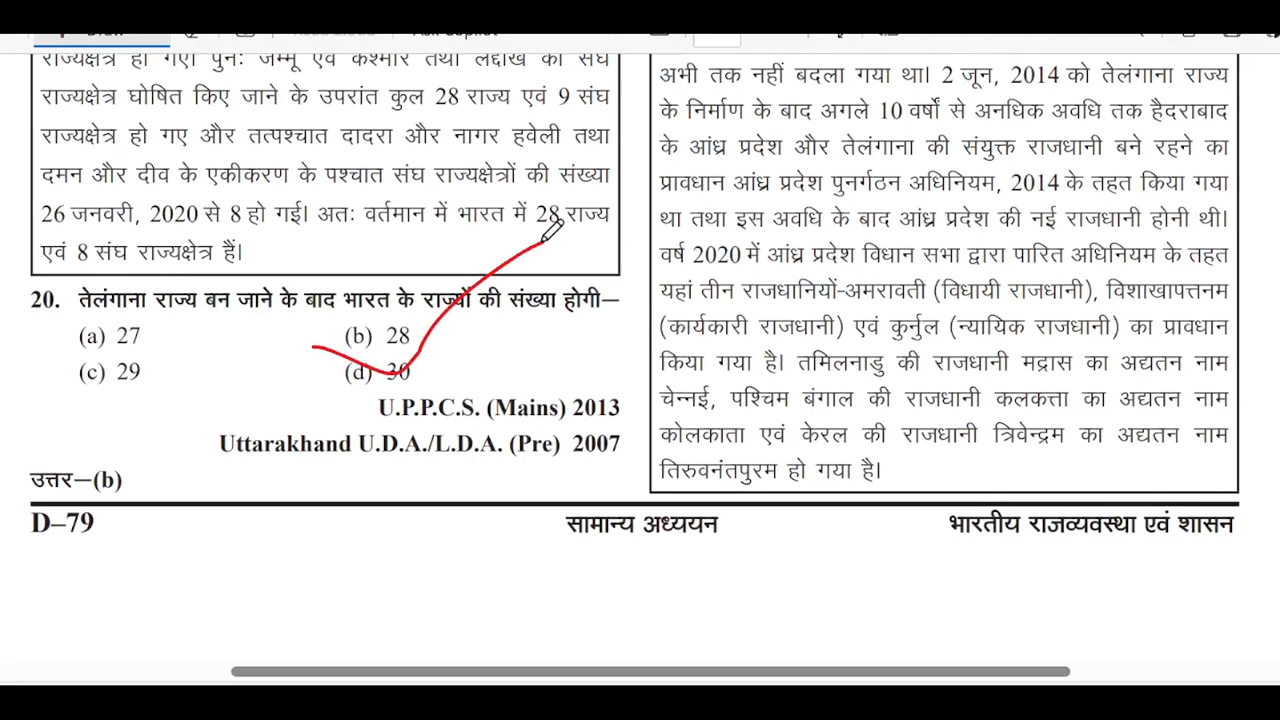 राज्यक्षेत्र हो गए। पुनः जम्मू एवं कश्मीर तथा लद्दाख को संघ
राज्यक्षेत्र घोषित किए जाने के उपरांत कुल 28 राज्य एवं 9 संघ
राज्यक्षेत्र हो गए और तत्पश्चात दादरा और नागर हवेली तथा
दमन और दीव के एकीकरण के पश्चात संघ राज्यक्षेत्रों की संख्या
26 जनवरी, 2020 से 8 हो गई। अतः वर्तमान में भारत में 28 राज्य
एवं 8 संघ राज्यक्षेत्र हैं।
20. तेलंगाना राज्य बन जाने के बाद भारत के राज्यों की संख्या होगी–
(a) 27 (b) 28
(c) 29 (d) 30
U.P.P.C.S. (Mains) 2013
Uttarakhand U.D.A./L.D.A. (Pre) 2007
उत्तर–(b)
अभी तक नहीं बदला गया था। 2 जून, 2014 को तेलंगाना राज्य
के निर्माण के बाद अगले 10 वर्षों से अनधिक अवधि तक हैदराबाद
के आंध्र प्रदेश और तेलंगाना की संयुक्त राजधानी बने रहने का
प्रावधान आंध्र प्रदेश पुनर्गठन अधिनियम, 2014 के तहत किया गया
था तथा इस अवधि के बाद आंध्र प्रदेश की नई राजधानी होनी थी।
वर्ष 2020 में आंध्र प्रदेश विधान सभा द्वारा पारित अधिनियम के तहत
यहां तीन राजधानियों-अमरावती (विधायी राजधानी), विशाखापत्तनम
(कार्यकारी राजधानी) एवं कुर्नुल (न्यायिक राजधानी) का प्रावधान
किया गया है। तमिलनाडु की राजधानी मद्रास का अद्यतन नाम
चेन्नई, पश्चिम बंगाल की राजधानी कलकत्ता का अद्यतन नाम
कोलकाता एवं केरल की राजधानी त्रिवेन्द्रम का अद्यतन नाम
तिरुवनंतपुरम हो गया है।
D–79 सामान्य अध्ययन भारतीय राजव्यवस्था एवं शासन